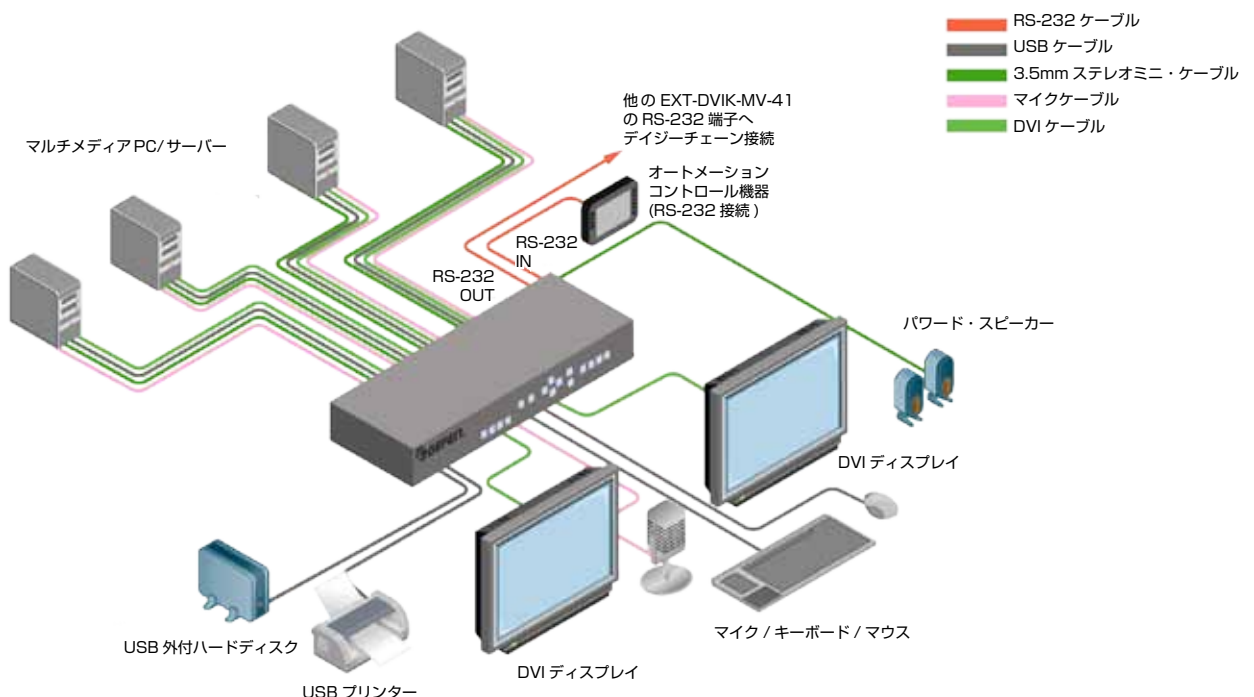 RS-232 ケーブル
USB ケーブル
3.5mm ステレオミニ・ケーブル
マイクケーブル
DVI ケーブル
他の EXT-DVIK-MV-41
の RS-232 端子へ
デイジーチェーン接続
マルチメディア PC/ サーバー
オートメーション
コントロール機器
(RS-232 接続 )
RS-232
IN
RS-232
OUT
パワード・スピーカー
GEFEN
DVI ディスプレイ
マイク / キーボード / マウス
USB 外付ハードディスク
DVI ディスプレイ
USB プリンター